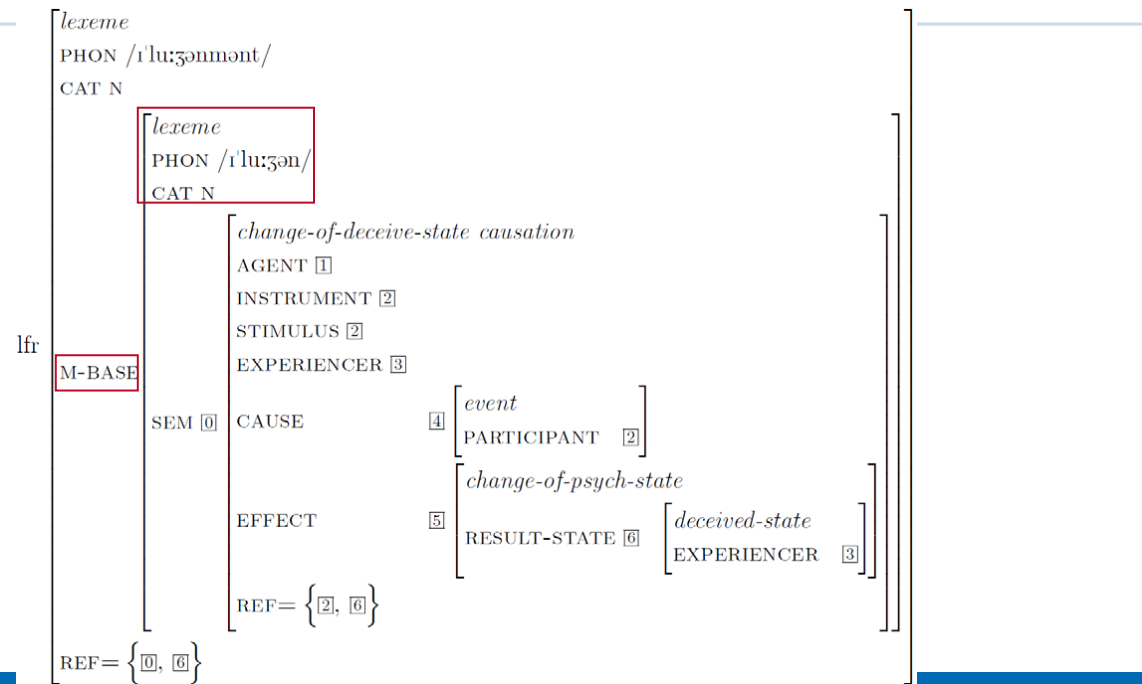 lexeme
PHON /ɪˈluːʒənmənt/
CAT N
lexeme
PHON /ɪˈluːʒən/
CAT N
change-of-deceive-state causation
AGENT 1
INSTRUMENT 2
STIMULUS 2
lfr
EXPERIENCER 3
M-BASE
event
SEM 0 CAUSE 4
PARTICIPANT 2
change-of-psych-state
EFFECT 5
deceived-state
RESULT-STATE 6
EXPERIENCER 3
REF= {2, 6}
REF= {0, 6}